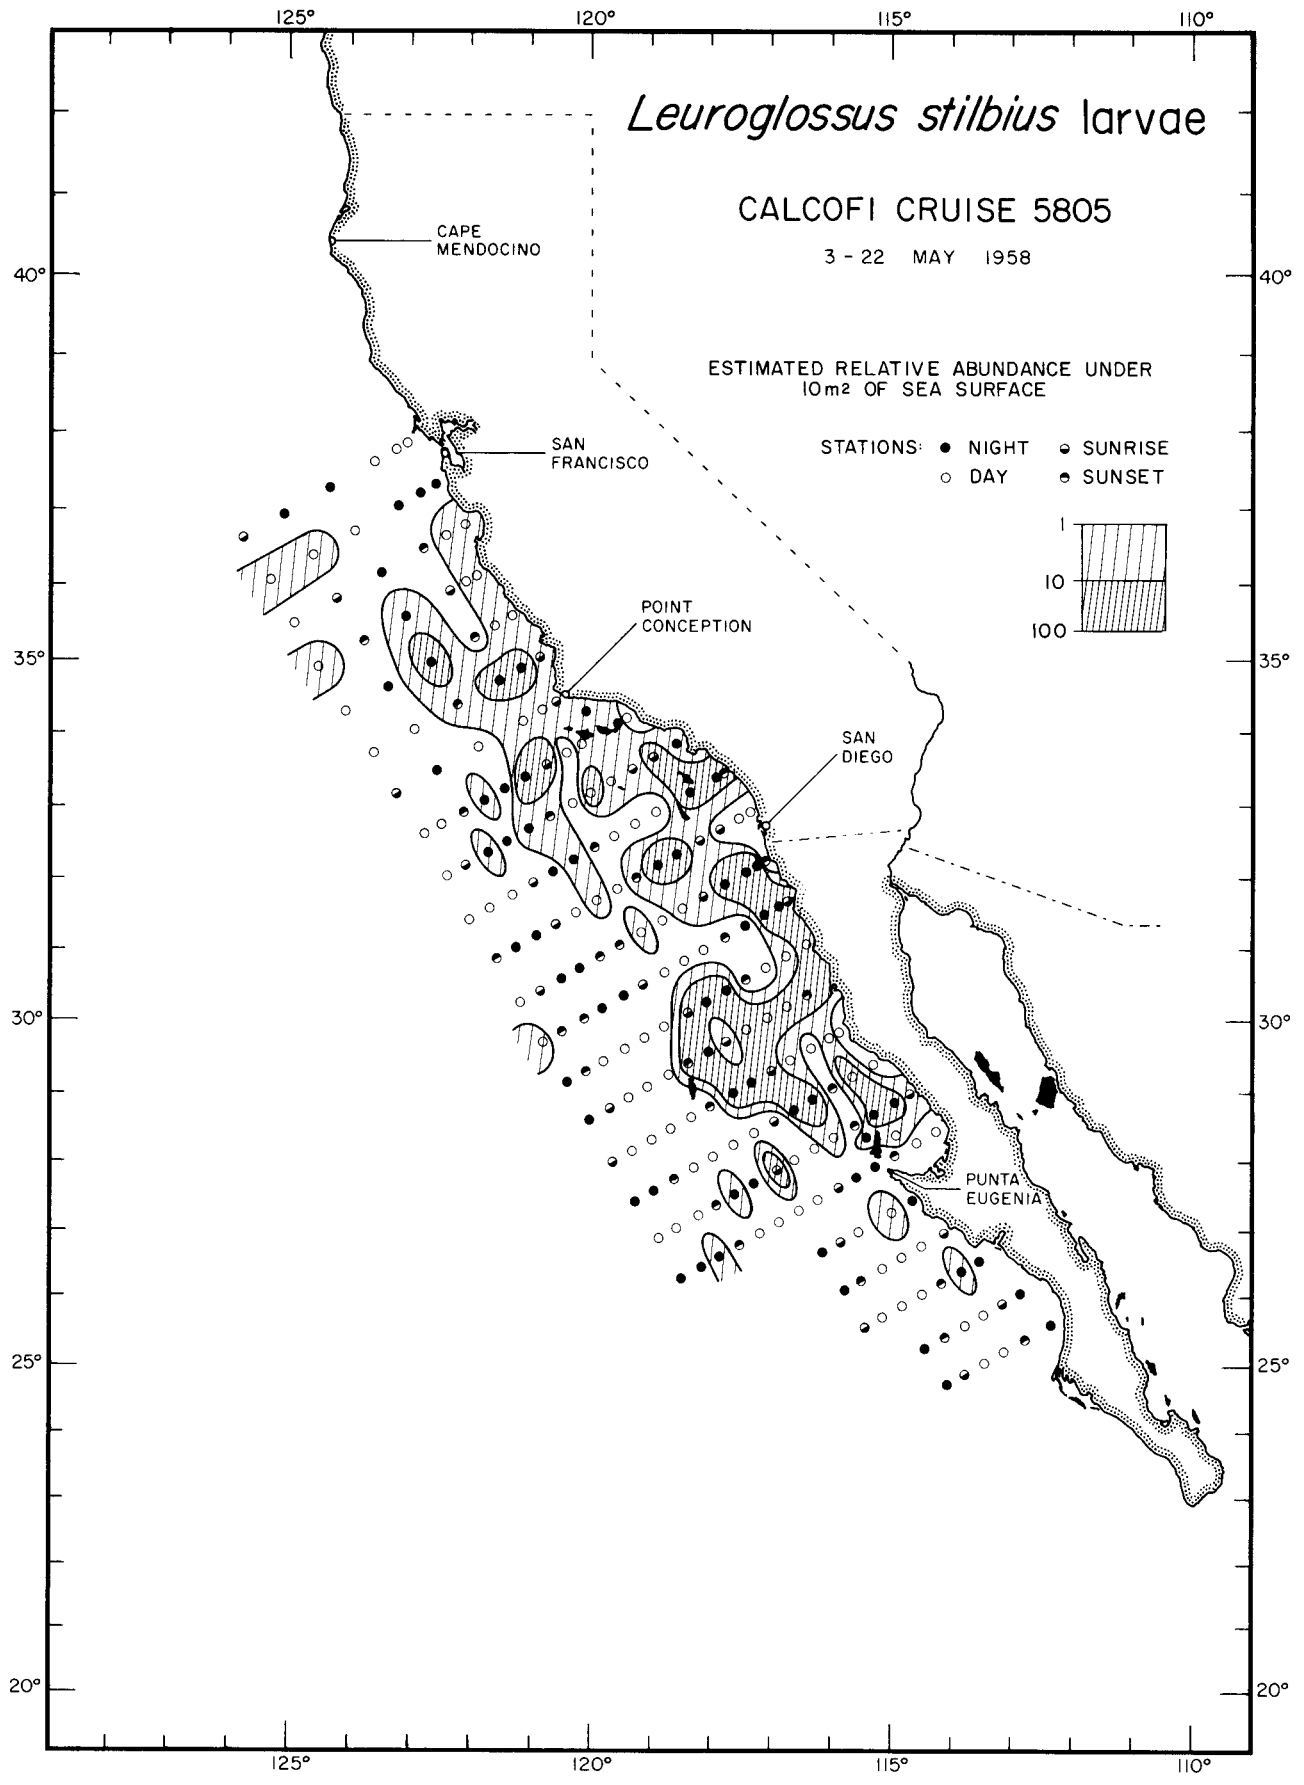 125° 120° 115° 110°
Leuroglossus stilbius larvae
CALCOFI CRUISE 5805
3-22 MAY 1958
CAPE
MENDOCINO
40° 40°
ESTIMATED RELATIVE ABUNDANCE UNDER
10m2 OF SEA SURFACE
STATIONS: NIGHT SUNRISE
DAY SUNSET
SAN
FRANCISCO
1
10
100
POINT
CONCEPTION
35° 35°
SAN
DIEGO
30° 30°
PUNTA
EUGENIA
25° 25°
20° 20°
125° 120° 115° 110°